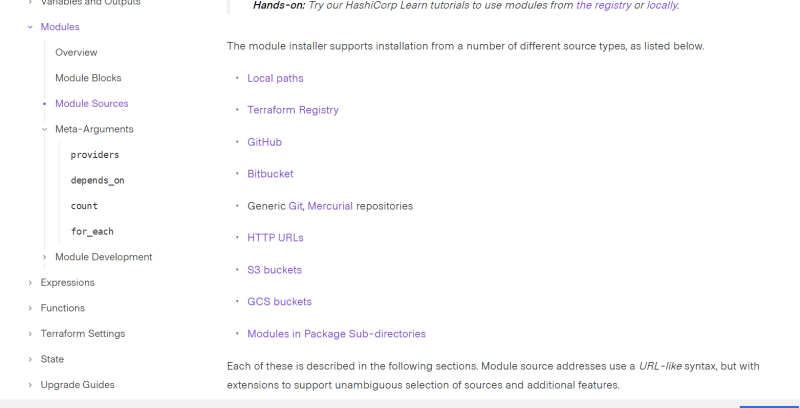 Variables and Outputs
Modules
Overview
Module Blocks
Module Sources
Meta-Arguments
providers
depends_on
count
for_each
Module Development
Expressions
Functions
Terraform Settings
State
Upgrade Guides
Hands-on: Try our HashiCorp Learn tutorials to use modules from the registry or locally.
The module installer supports installation from a number of different source types, as listed below.
Local paths
Terraform Registry
GitHub
Bitbucket
Generic Git, Mercurial repositories
HTTP URLs
S3 buckets
GCS buckets
Modules in Package Sub-directories
Each of these is described in the following sections. Module source addresses use a URL-like syntax, but with
extensions to support unambiguous selection of sources and additional features.